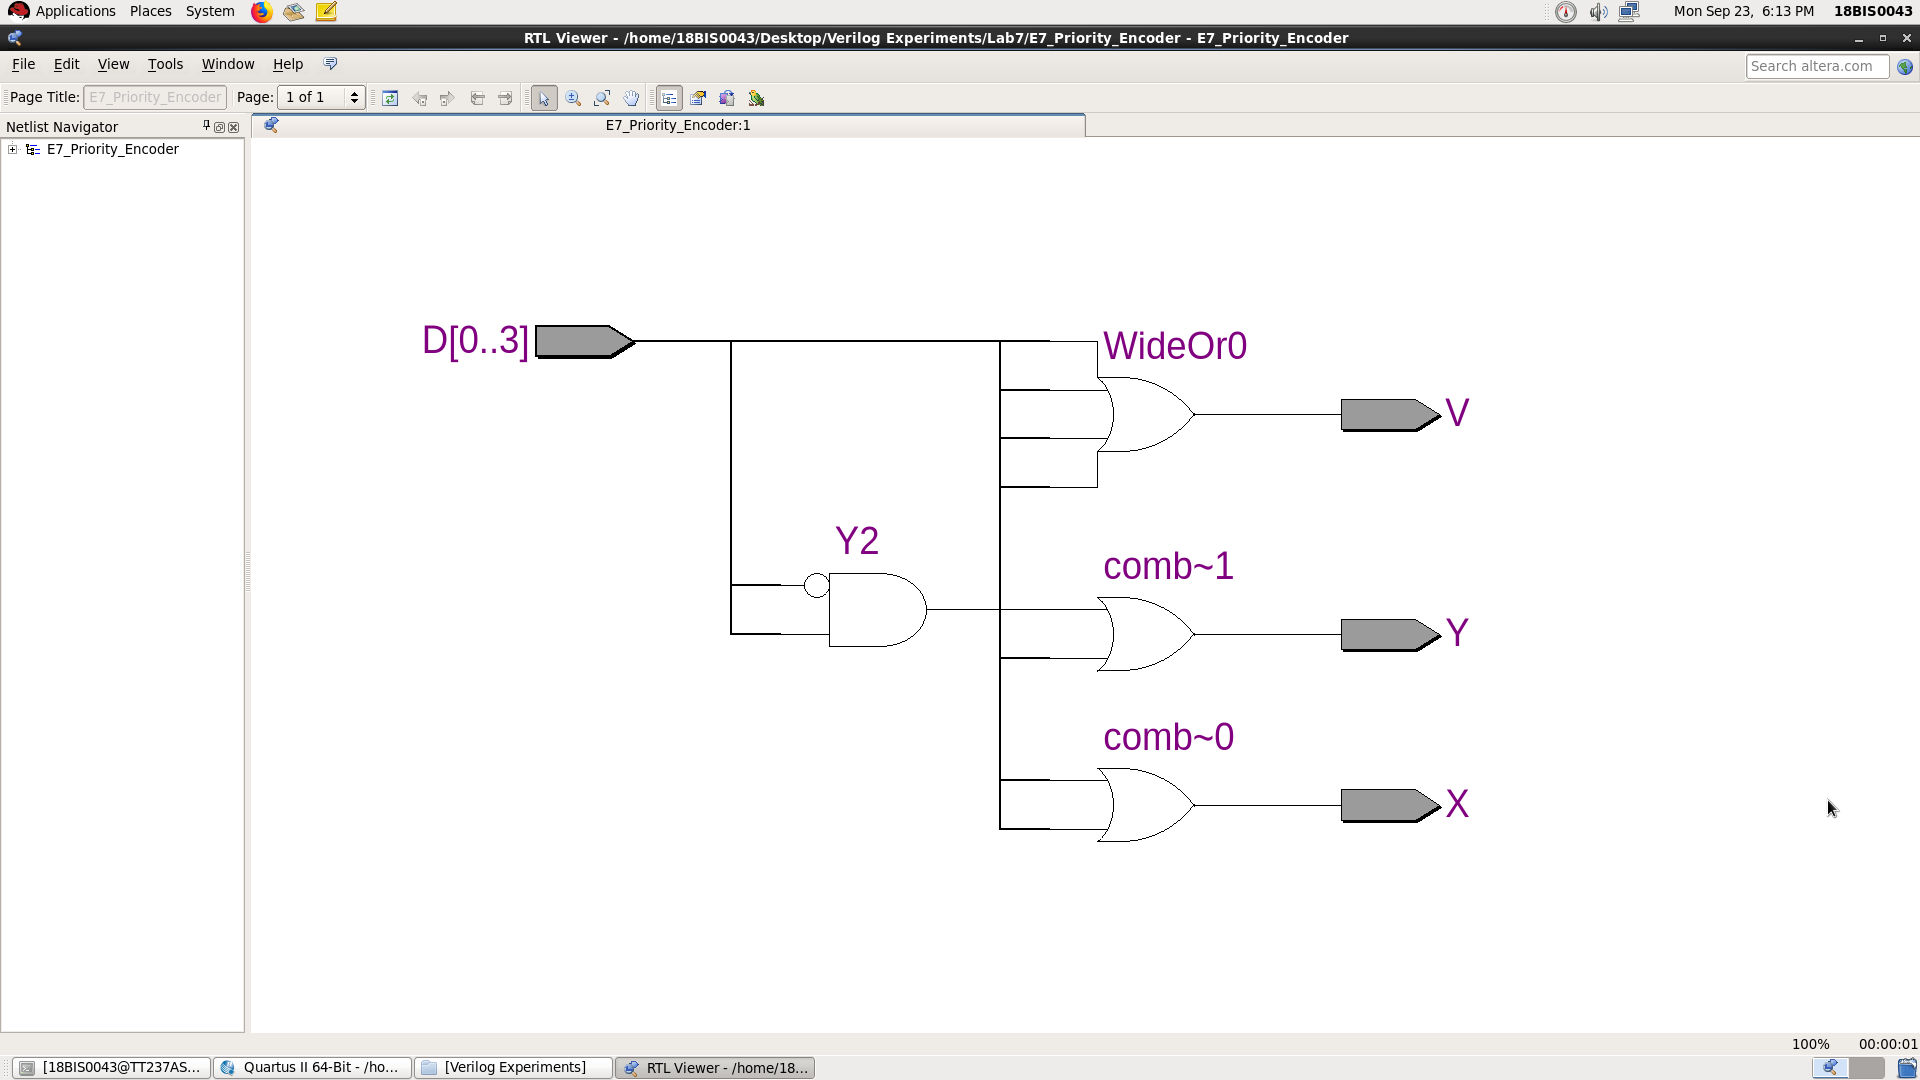 Applications Places System Mon Sep 23, 6:13 PM 18BIS0043
RTL Viewer - /home/18BIS0043/Desktop/Verilog Experiments/Lab7/E7_Priority_Encoder - E7_Priority_Encoder
File Edit View Tools Window Help Search altera.com
Page Title: E7_Priority_Encoder Page: 1 of 1
Netlist Navigator E7_Priority_Encoder:1
E7_Priority_Encoder
D[0..3] WideOr0
V
Y2
comb~1
Y
comb~0
X
100% 00:00:01
[18BIS0043@TT237AS... Quartus II 64-Bit - /ho... [Verilog Experiments] RTL Viewer - /home/18...